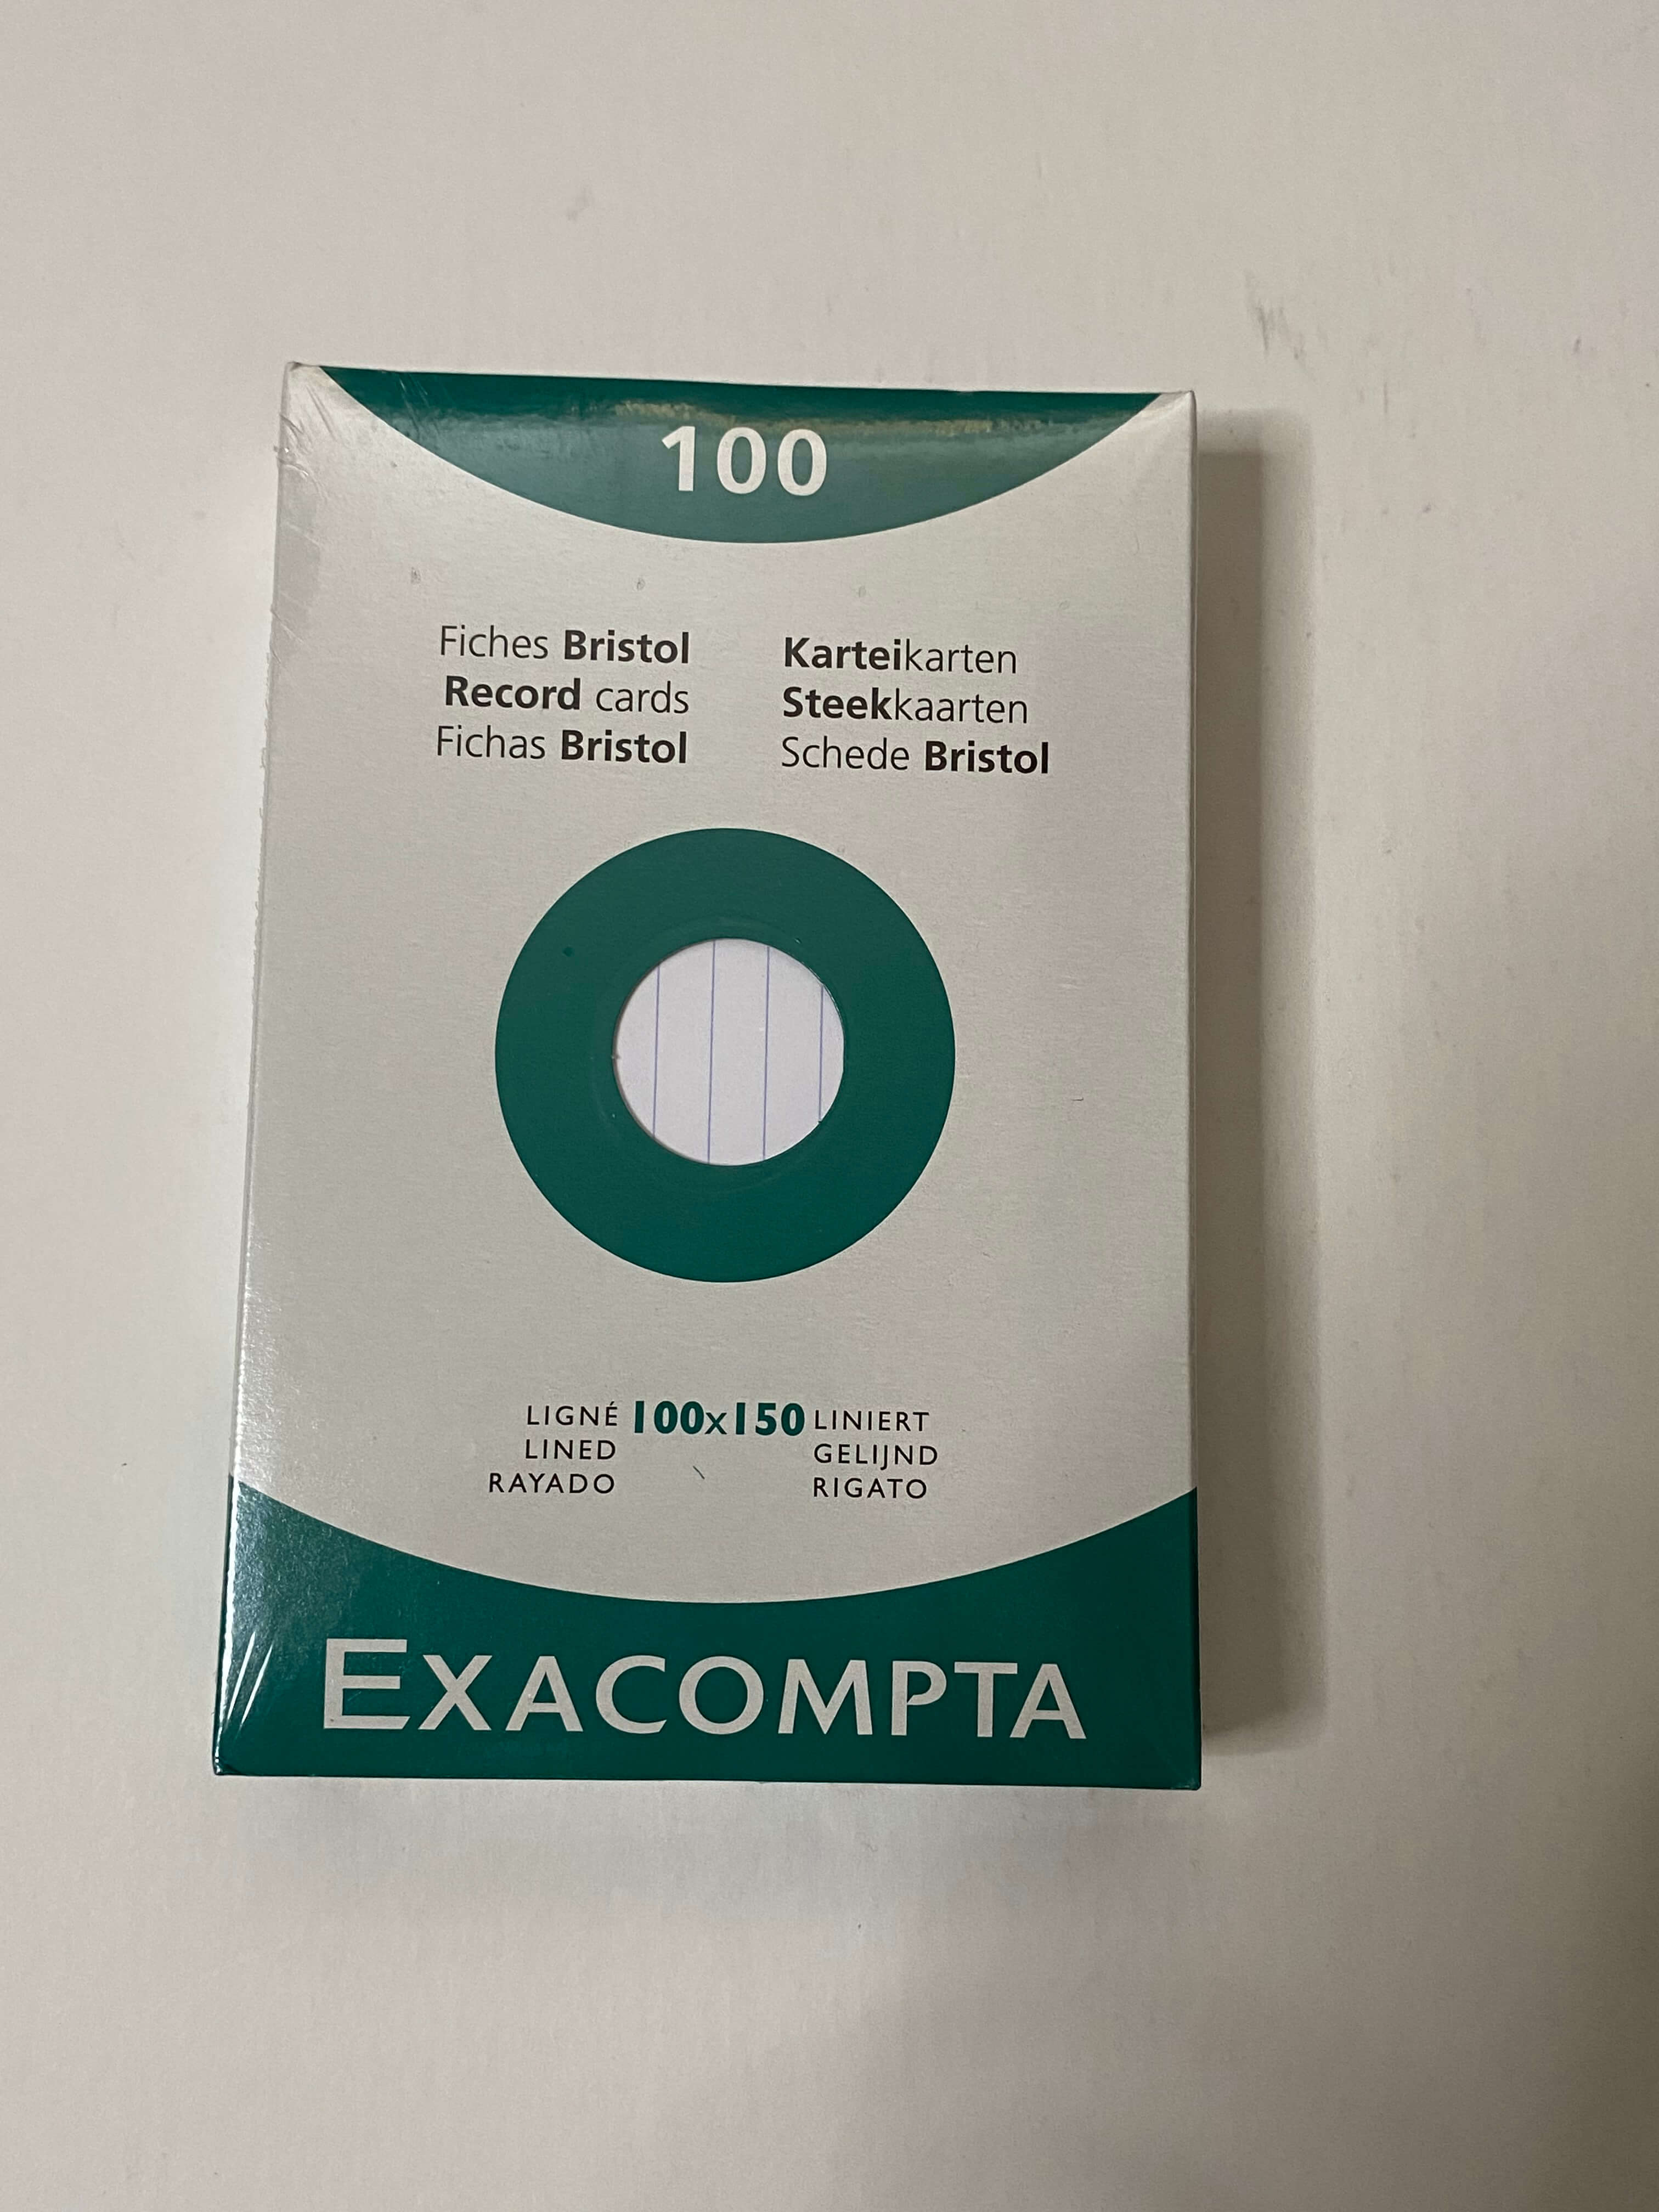 100
Fiches Bristol
Record cards
Fichas Bristol
Karteikarten
Steekkaarten
Schede Bristol
LIGNÉ 100x150 LINIERT
LINED GELIJND
RAYADO RIGATO
EXACOMPTA